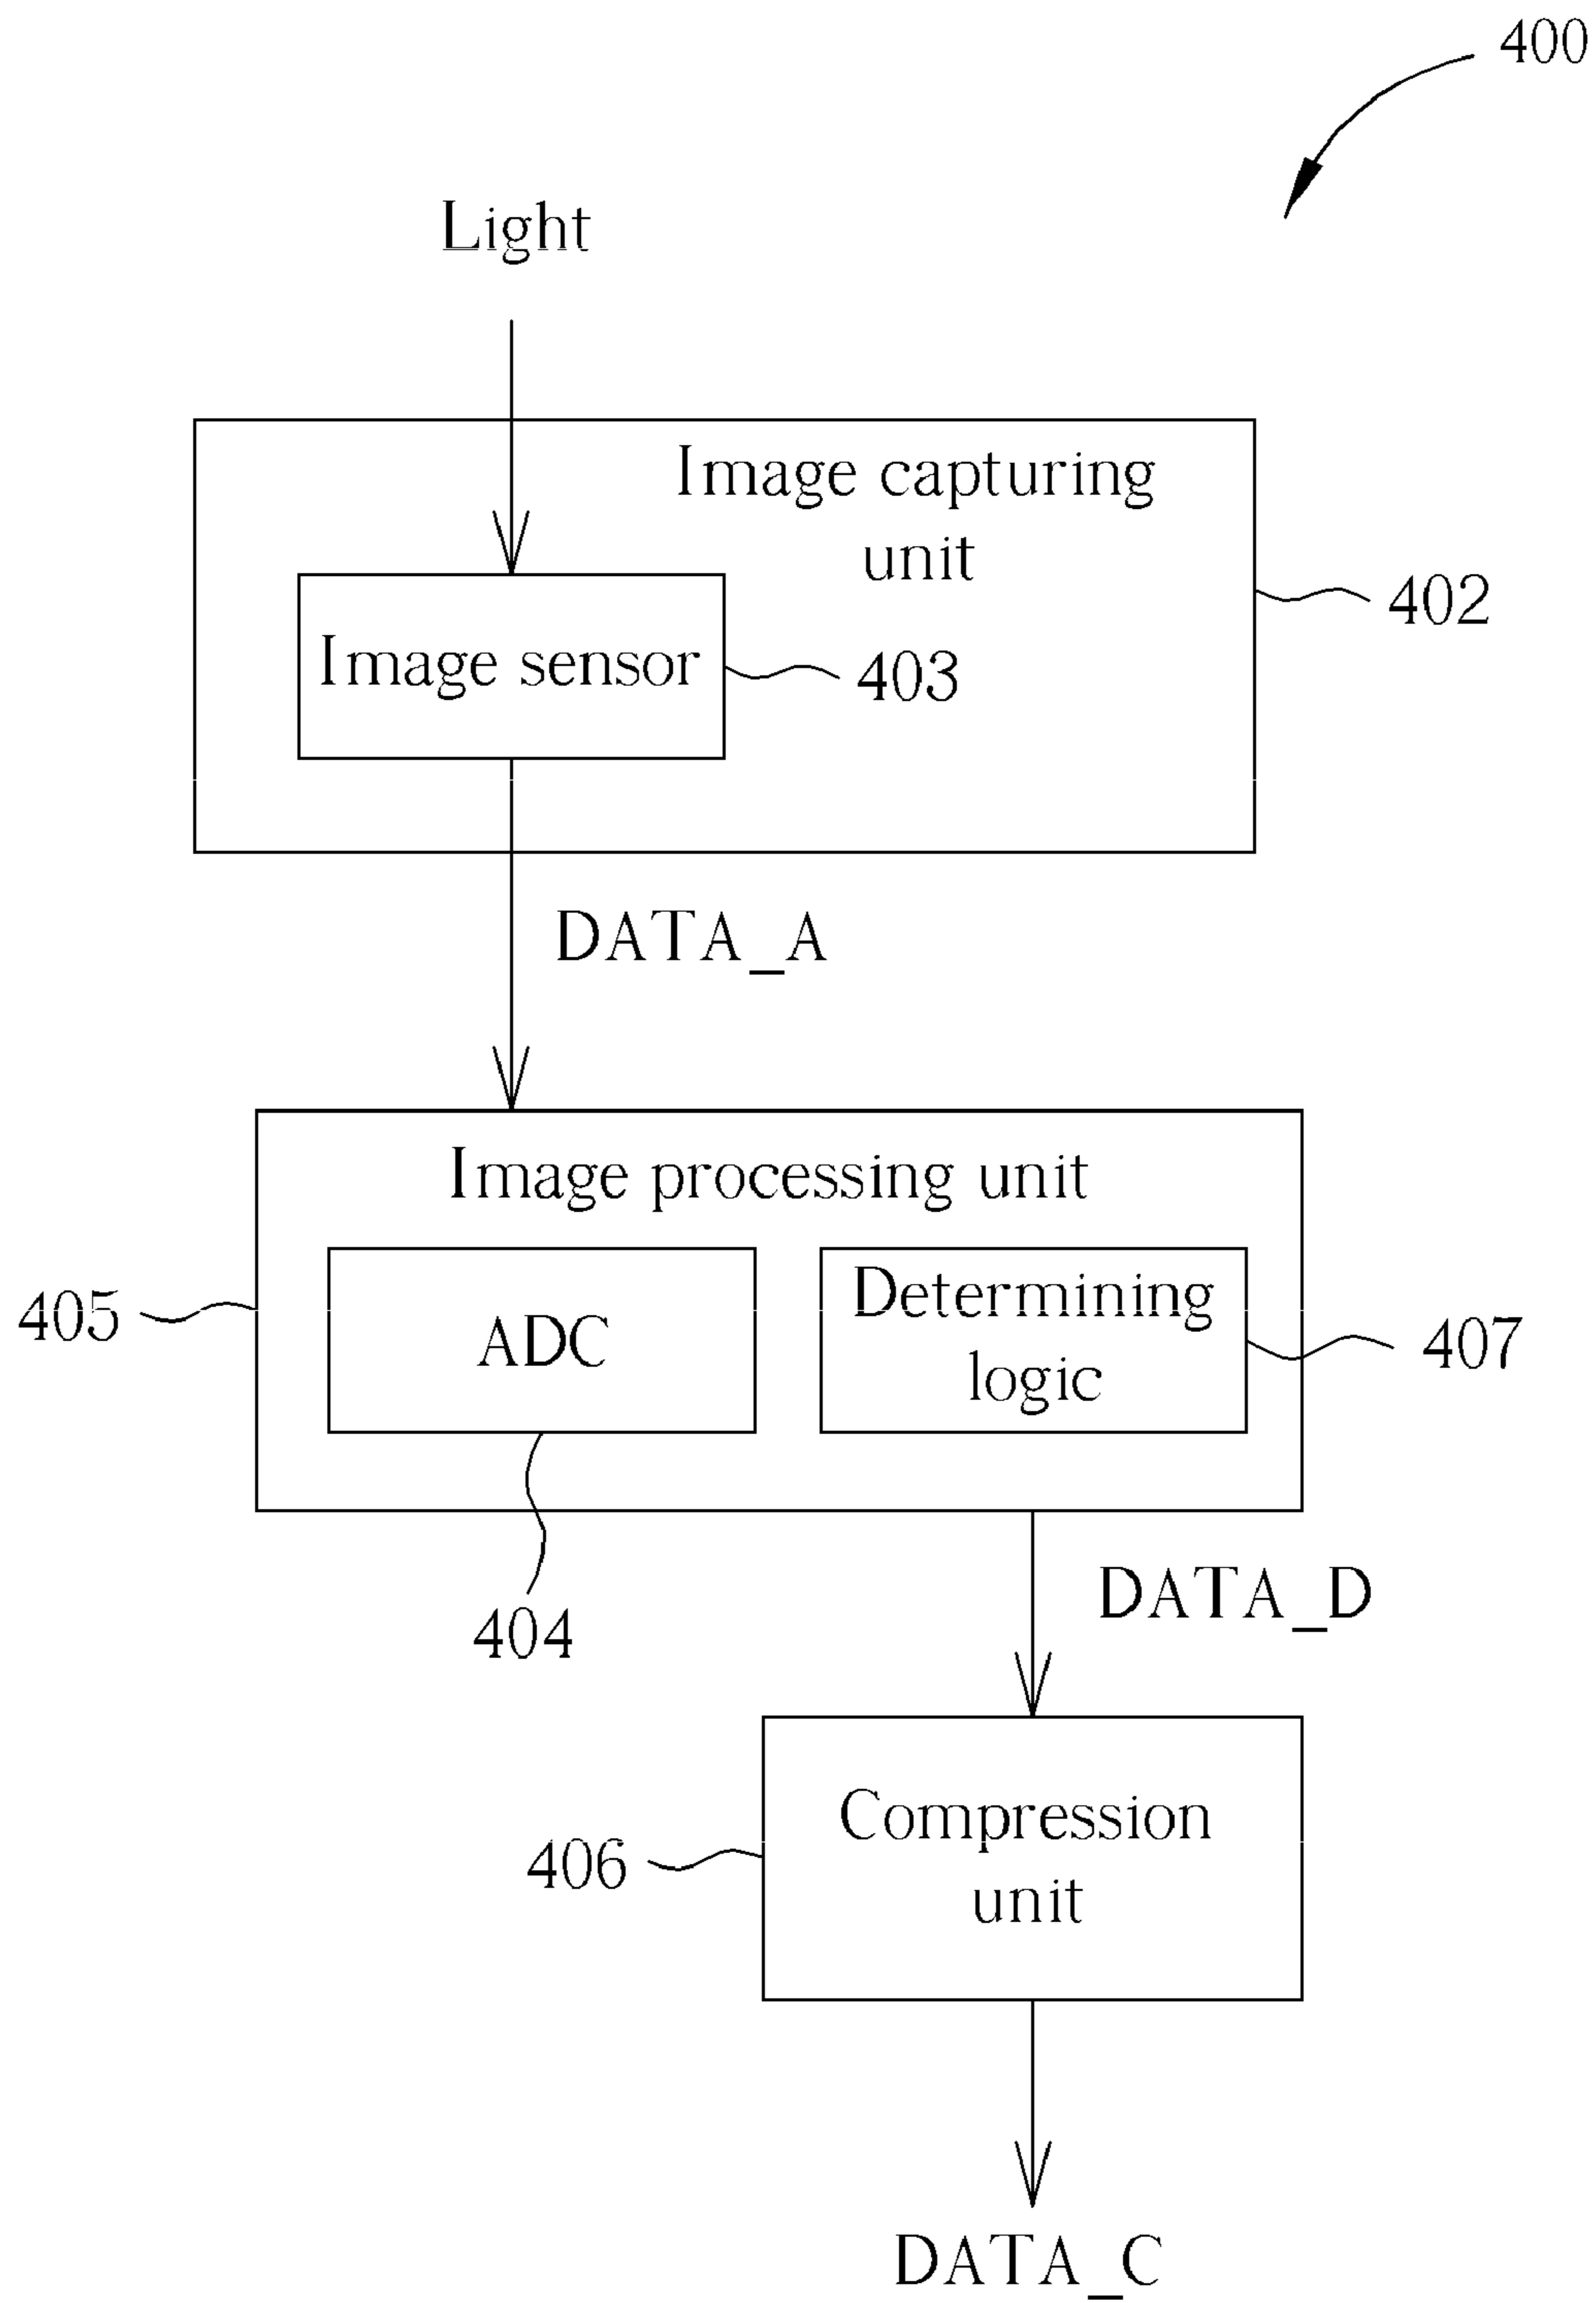 400
Light
Image capturing
unit
402
Image sensor
403
DATA_A
Image processing unit
405
ADC
Determining
logic
407
404
DATA_D
Compression
unit
406
DATA_C